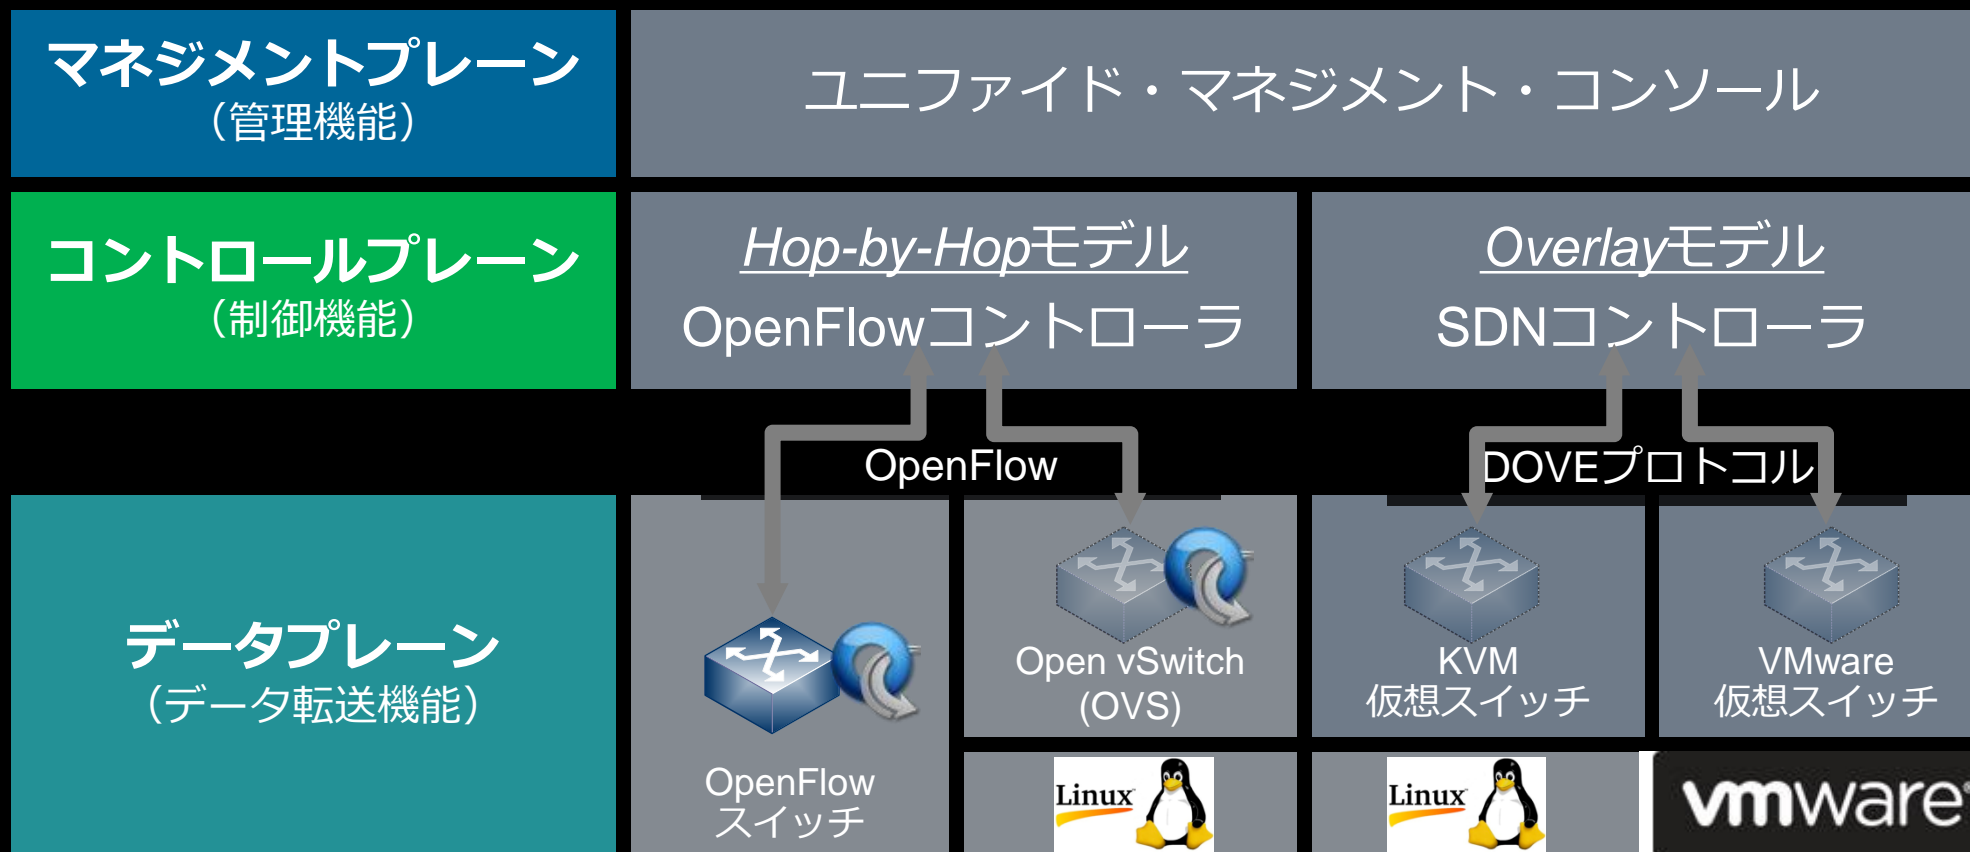 マネジメントプレーン
（管理機能）
ユニファイド・マネジメント・コンソール
コントロールプレーン
（制御機能）
Hop-by-Hopモデル
OpenFlowコントローラ
Overlayモデル
SDNコントローラ
OpenFlow
DOVEプロトコル
データプレーン
（データ転送機能）
OpenFlow
スイッチ
Open vSwitch
(OVS)
KVM
仮想スイッチ
VMware
仮想スイッチ
Linux
Linux
vmware®